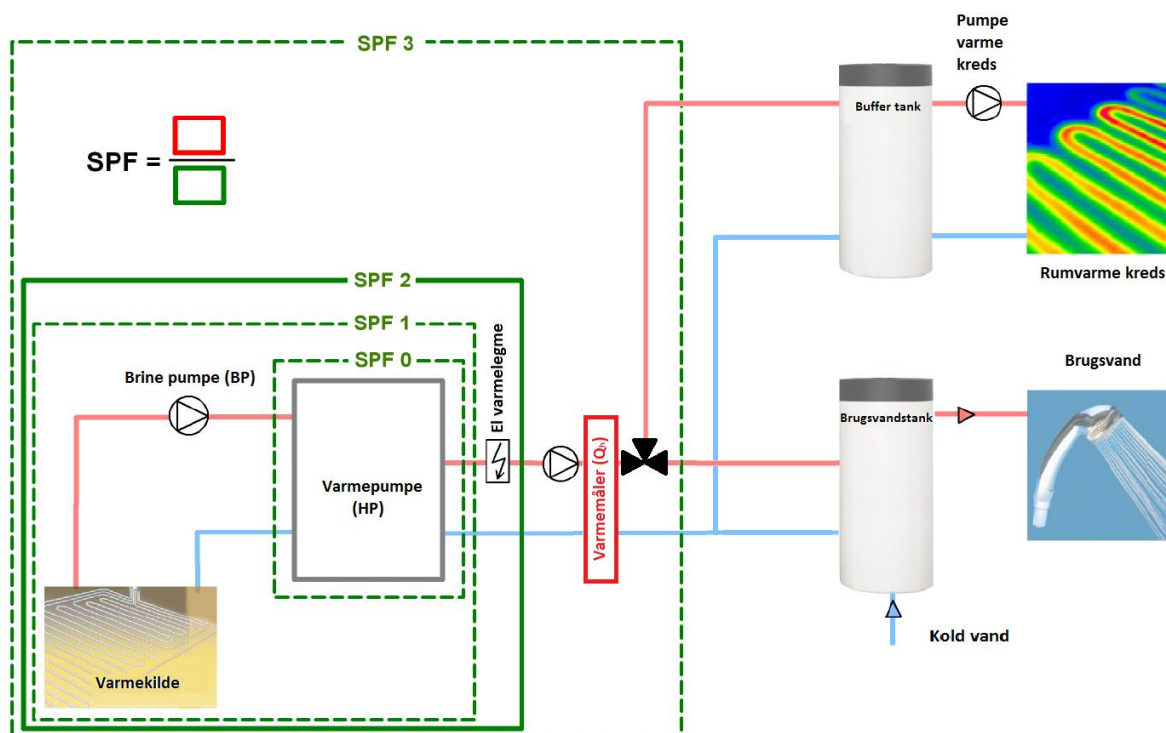 SPF 3
SPF =
SPF 2
SPF 1
SPF 0
Brine pumpe (BP)
El varmelegme
Varmepumpe
(HP)
Varmekilde
Varmemåler (Qh)
Pumpe
varme
kreds
Buffer tank
Rumvarme kreds
Brugsvand
Brugsvandstank
Kold vand